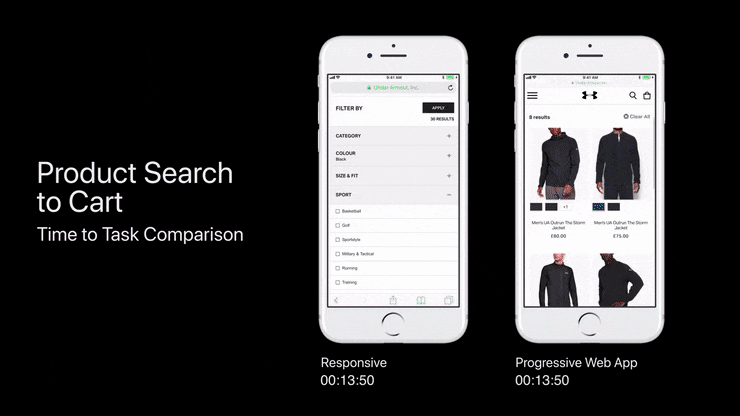 Product Search
to Cart
Time to Task Comparison
9:41 AM
Under Armour, Inc.
FILTER BY
APPLY
30 RESULTS
CATEGORY
COLOUR
Black
SIZE & FIT
SPORT
Basketball
Golf
Sportstyle
Military & Tactical
Running
Training
Responsive
00:13:50
9:41 AM
8 results
Clear All
+1
Men's UA Outrun The Storm
Jacket
£80.00
Men's UA Outrun The Storm
Jacket
£75.00
Progressive Web App
00:13:50